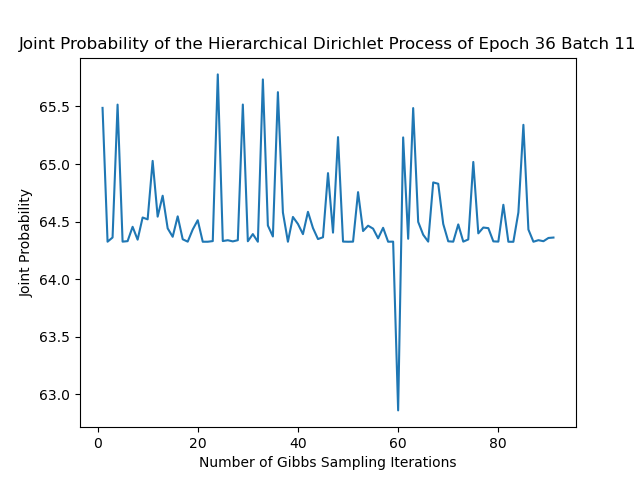 Joint Probability of the Hierarchical Dirichlet Process of Epoch 36 Batch 11
65.5
65.0
64.5
64.0
63.5
63.0
Joint Probability
0 20 40 60 80
Number of Gibbs Sampling Iterations